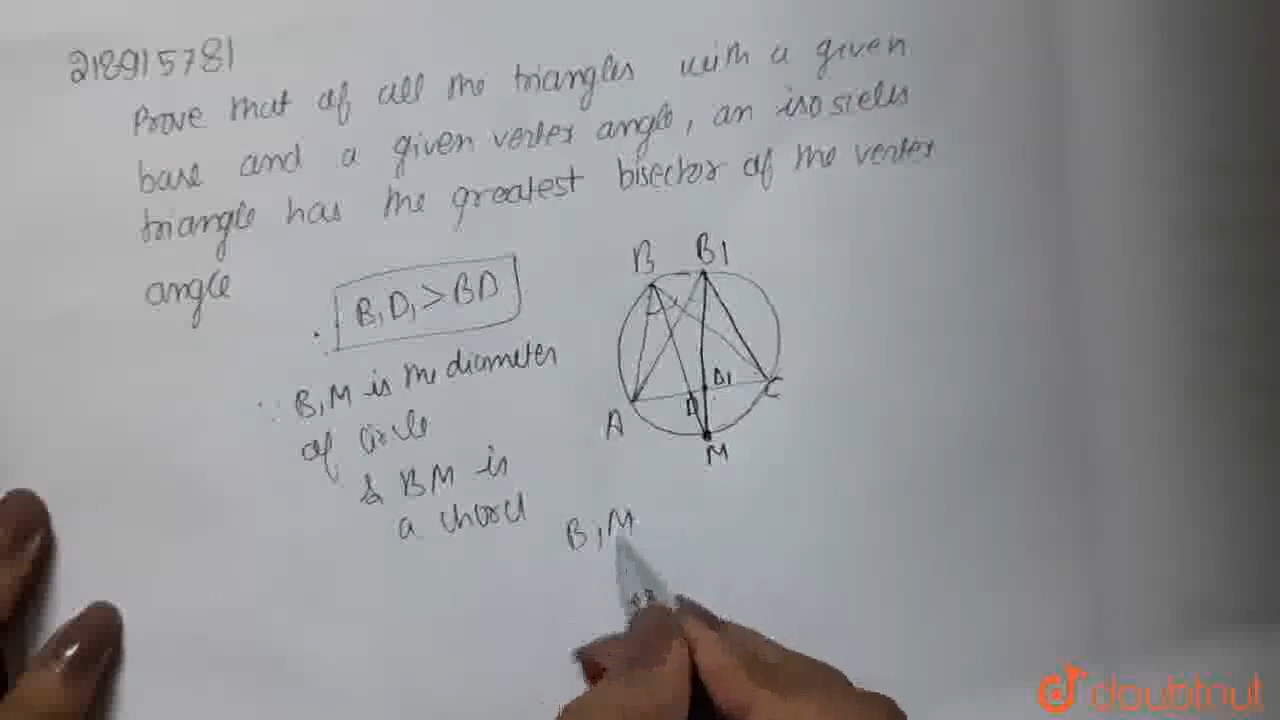 218915781
Prove that of all the triangles with a given
base and a given vertex angle, an isosceles
triangle has the greatest bisector of the vertex
angle
∴ B1D1 > BD
∵ B1M is the diameter
of circle
& BM is
a chord
B B1
A D D1 C
M
B1M
doubtnut